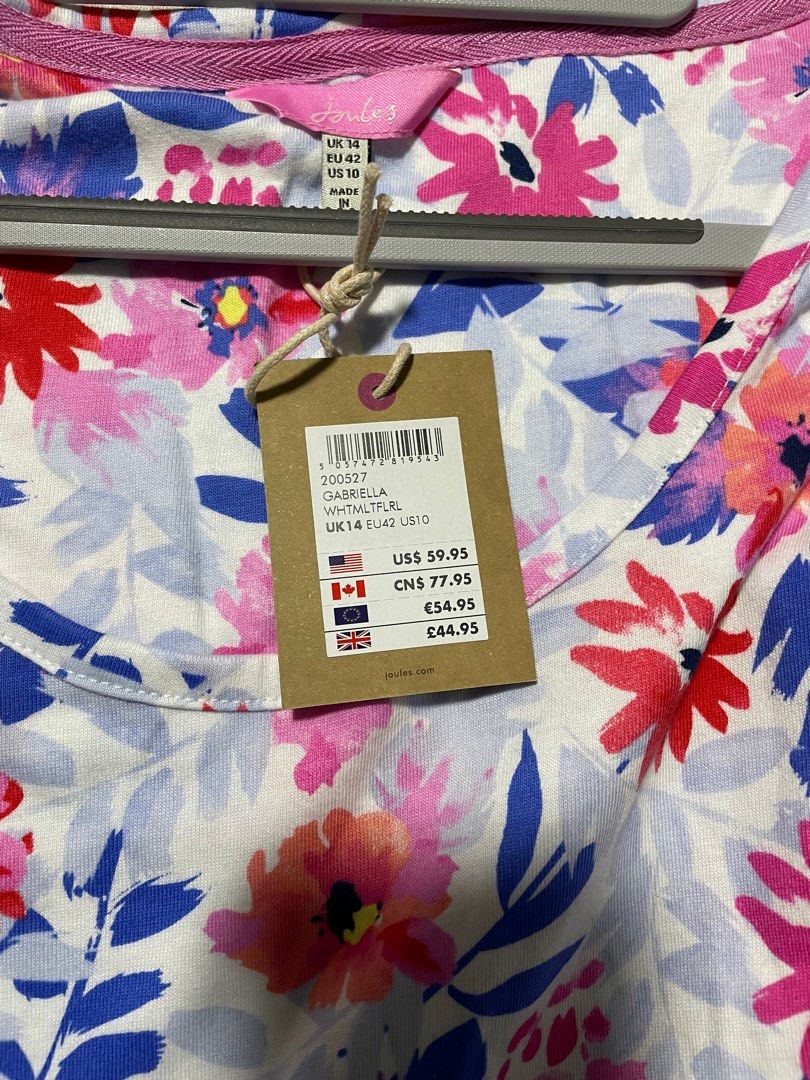 Joules
UK 14
EU 42
US 10
MADE
IN
5 057472 819543
200527
GABRIELLA
WHTMLTFLRL
UK14 EU42 US10
US$ 59.95
CN$ 77.95
€54.95
£44.95
joules.com